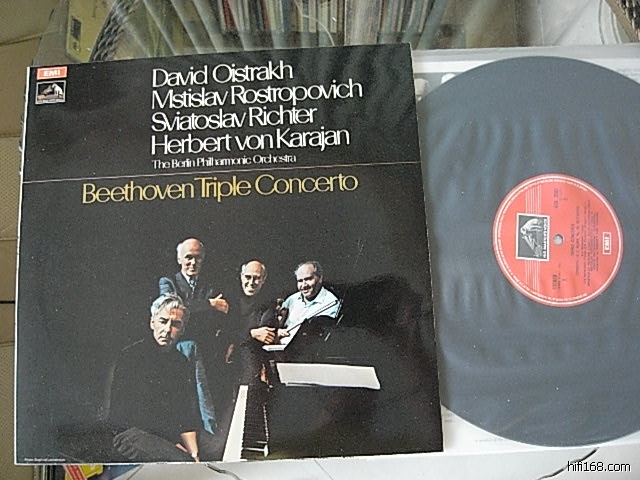 EMI
David Oistrakh
Mstislav Rostropovich
Sviatoslav Richter
Herbert von Karajan
The Berlin Philharmonic Orchestra
Beethoven Triple Concerto
EMI
hifi168.com